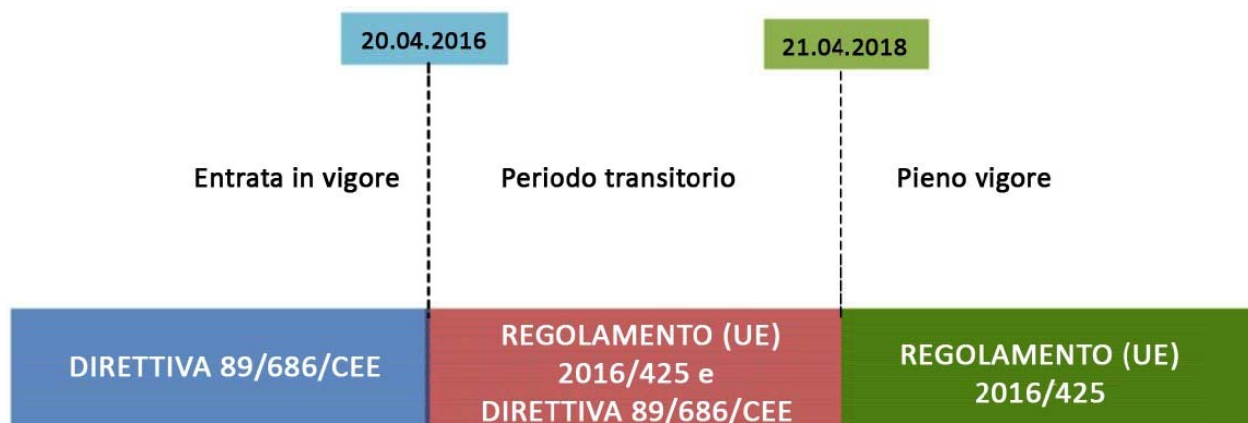 20.04.2016
21.04.2018
Entrata in vigore
Periodo transitorio
Pieno vigore
DIRETTIVA 89/686/CEE
REGOLAMENTO (UE)
2016/425 e
DIRETTIVA 89/686/CEE
REGOLAMENTO (UE)
2016/425